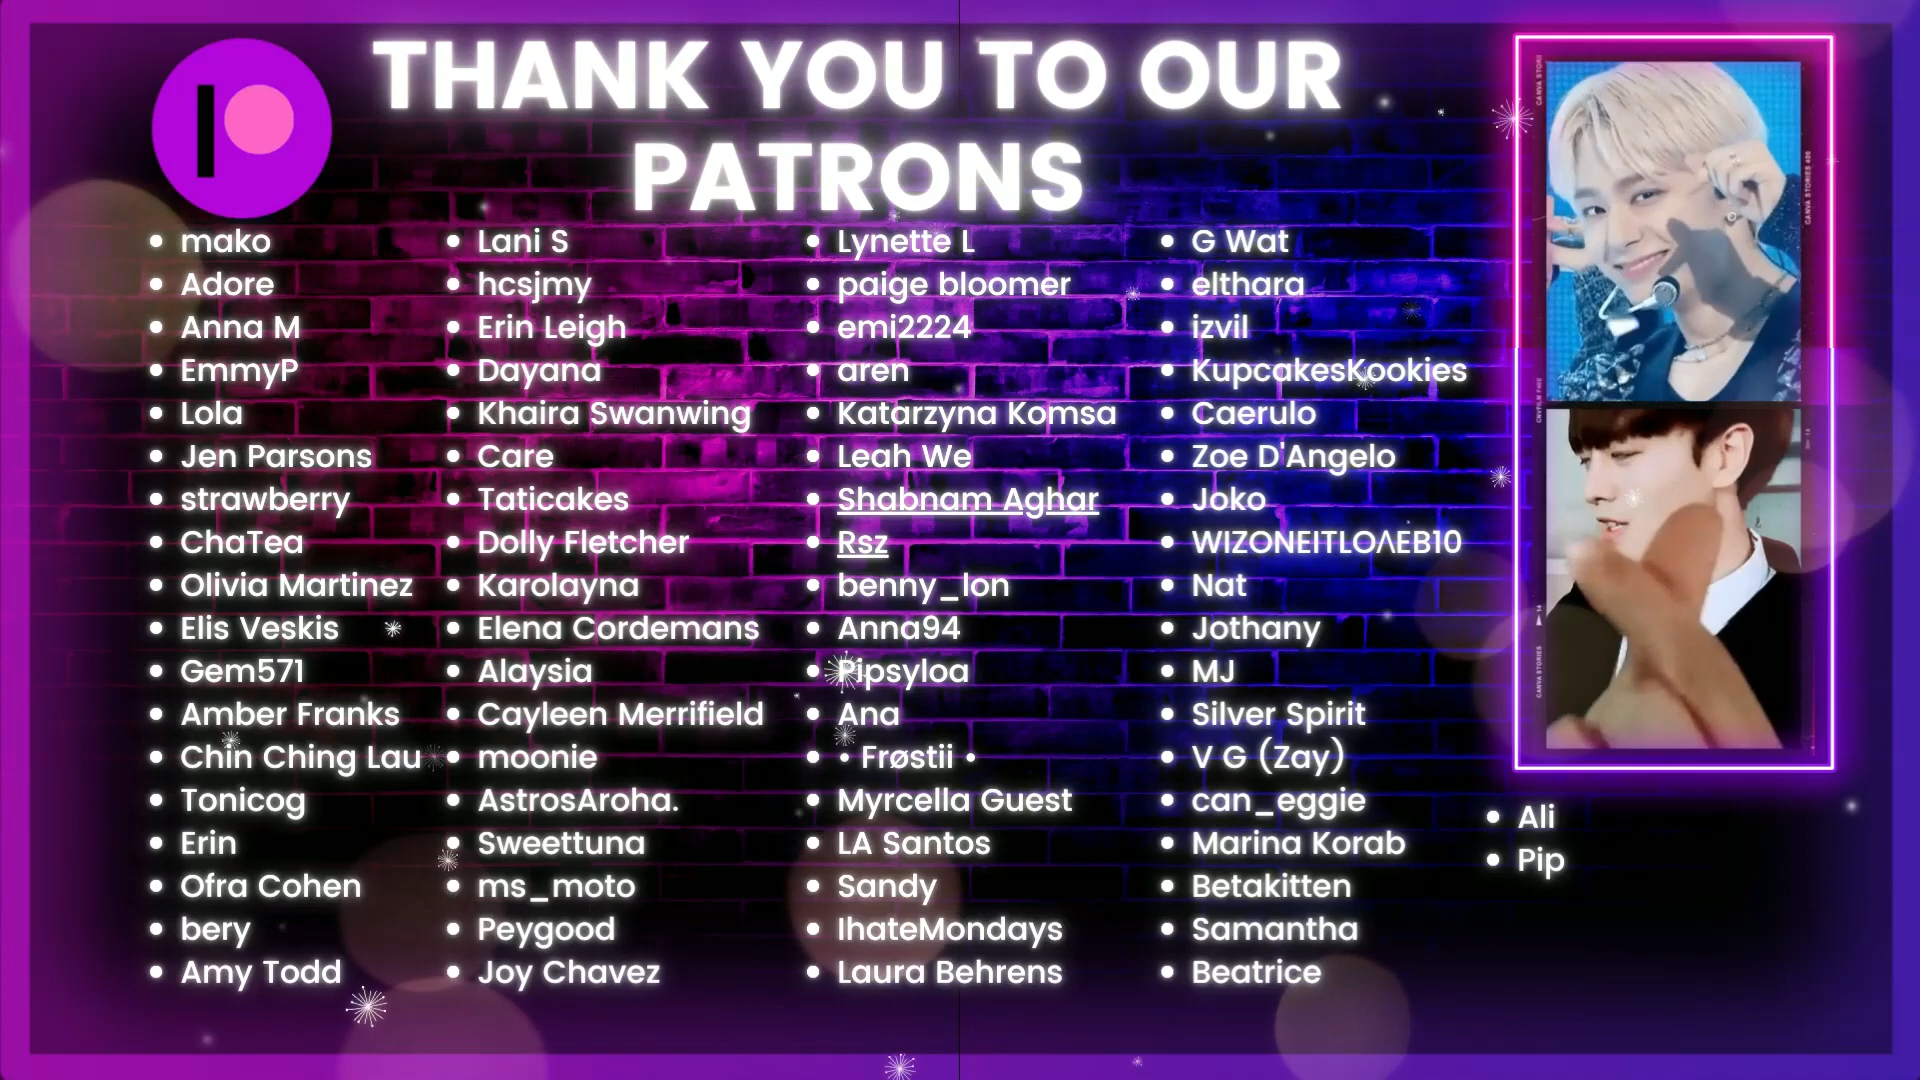 THANK YOU TO OUR
PATRONS
mako
Adore
Anna M
EmmyP
Lola
Jen Parsons
strawberry
ChaTea
Olivia Martinez
Elis Veskis
Gem571
Amber Franks
Chin Ching Lau
Tonicog
Erin
Ofra Cohen
bery
Amy Todd
Lani S
hcsjmy
Erin Leigh
Dayana
Khaira Swanwing
Care
Taticakes
Dolly Fletcher
Karolayna
Elena Cordemans
Alaysia
Cayleen Merrifield
moonie
AstrosAroha.
Sweettuna
ms_moto
Peygood
Joy Chavez
Lynette L
paige bloomer
emi2224
aren
Katarzyna Komsa
Leah We
Shabnam Aghar
Rsz
benny_lon
Anna94
Pipsyloa
Ana
• Frøstii •
Myrcella Guest
LA Santos
Sandy
IhateMondays
Laura Behrens
G Wat
elthara
izvil
KupcakesKookies
Caerulo
Zoe D'Angelo
Joko
WIZONEITLOΛEB10
Nat
Jothany
MJ
Silver Spirit
V G (Zay)
can_eggie
Marina Korab
Betakitten
Samantha
Beatrice
Ali
Pip
CANVA STORIES 400
CANVA STORIES